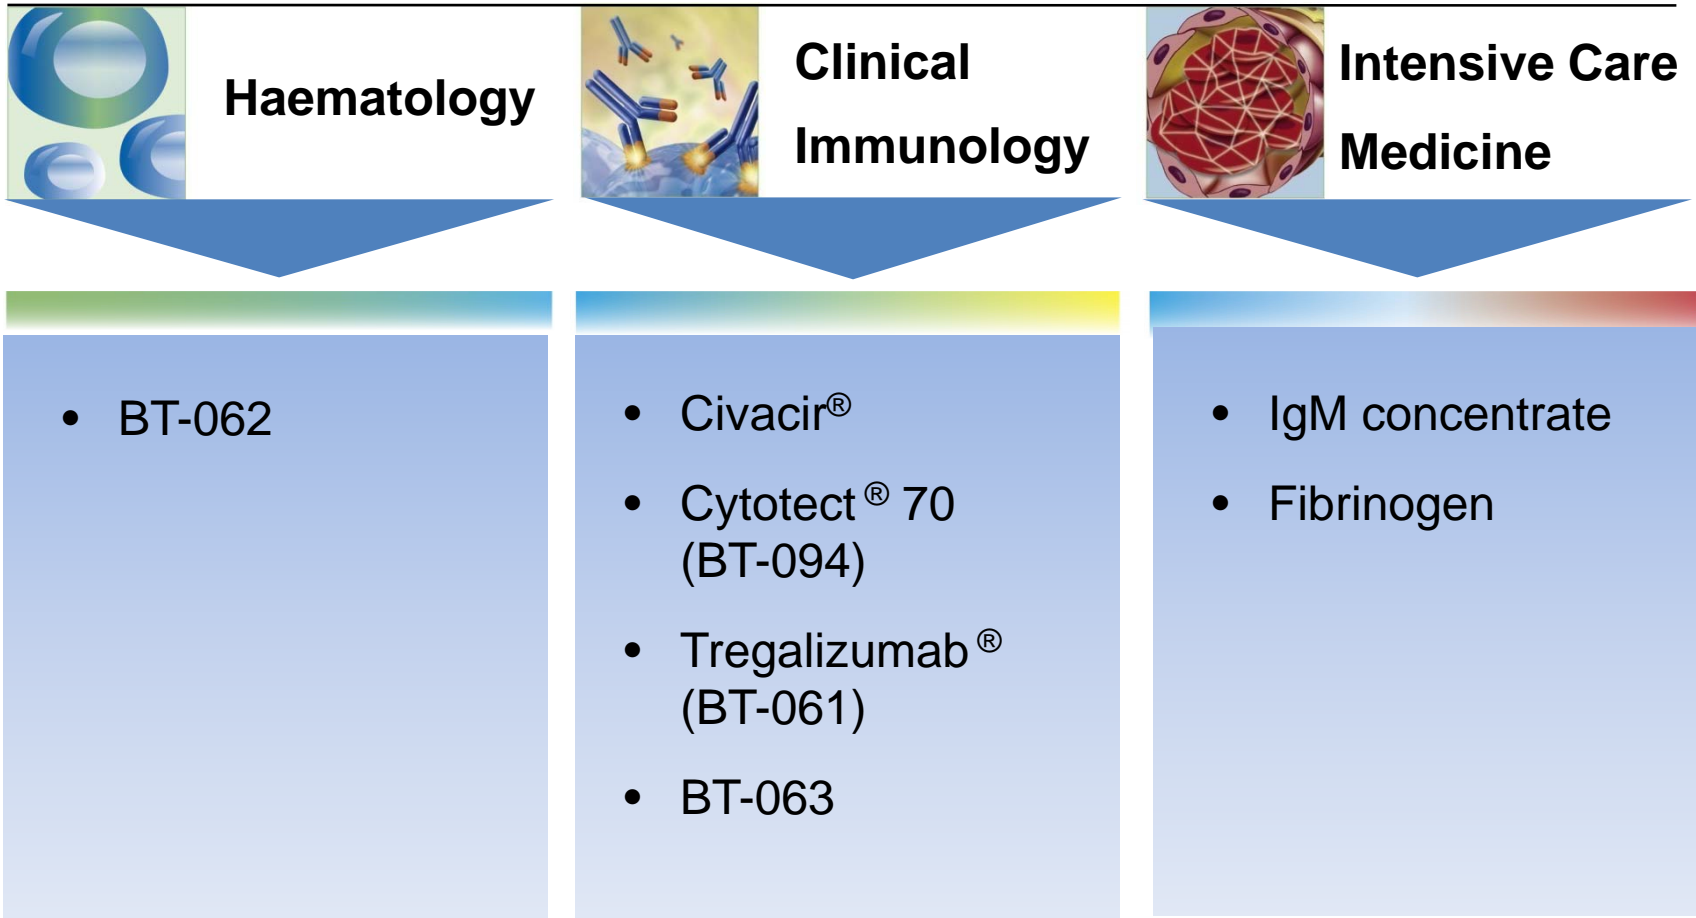 Haematology
• BT-062
Clinical
Immunology
• Civacir®
• Cytotect ® 70
(BT-094)
• Tregalizumab ®
(BT-061)
• BT-063
Intensive Care
Medicine
• IgM concentrate
• Fibrinogen